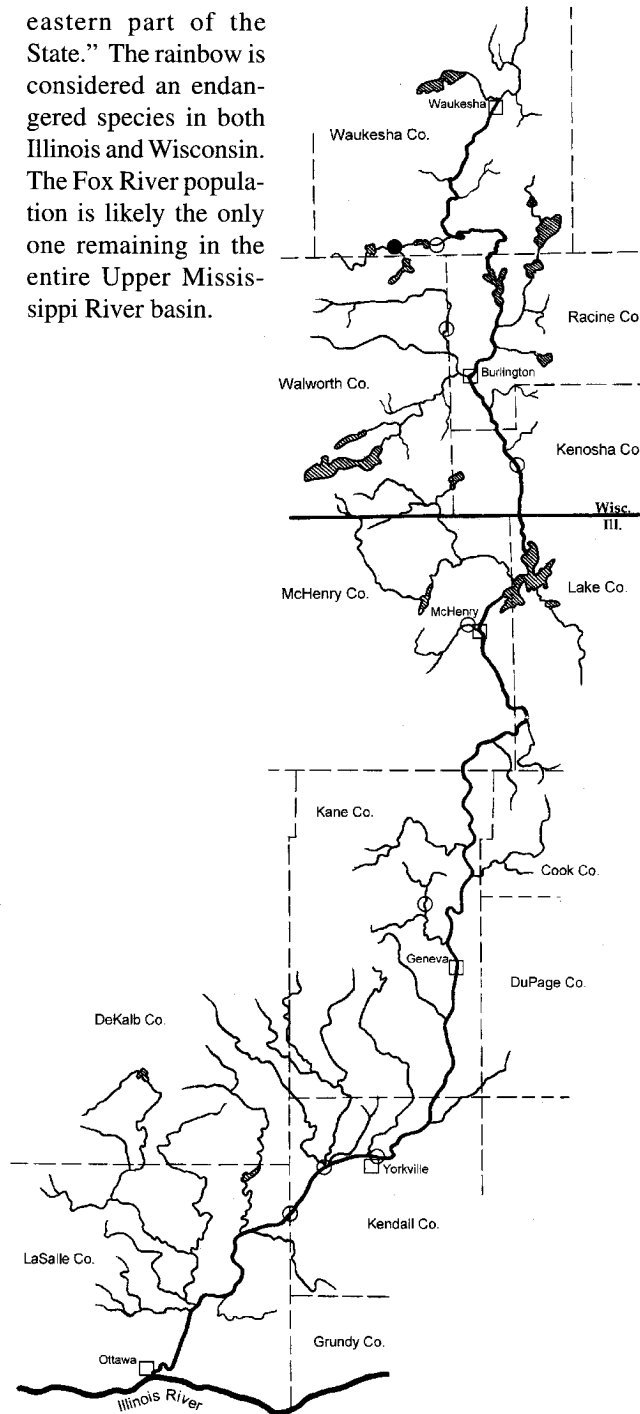 eastern part of the
State.” The rainbow is
considered an endan-
gered species in both
Illinois and Wisconsin.
The Fox River popula-
tion is likely the only
one remaining in the
entire Upper Missis-
sippi River basin.
Waukesha
Waukesha Co.
Racine Co
Burlington
Walworth Co.
Kenosha Co
Wisc.
Ill.
McHenry Co.
Lake Co.
McHenry
Kane Co.
Cook Co.
Geneva
DuPage Co.
DeKalb Co.
Yorkville
Kendall Co.
LaSalle Co.
Grundy Co.
Ottawa
Illinois River